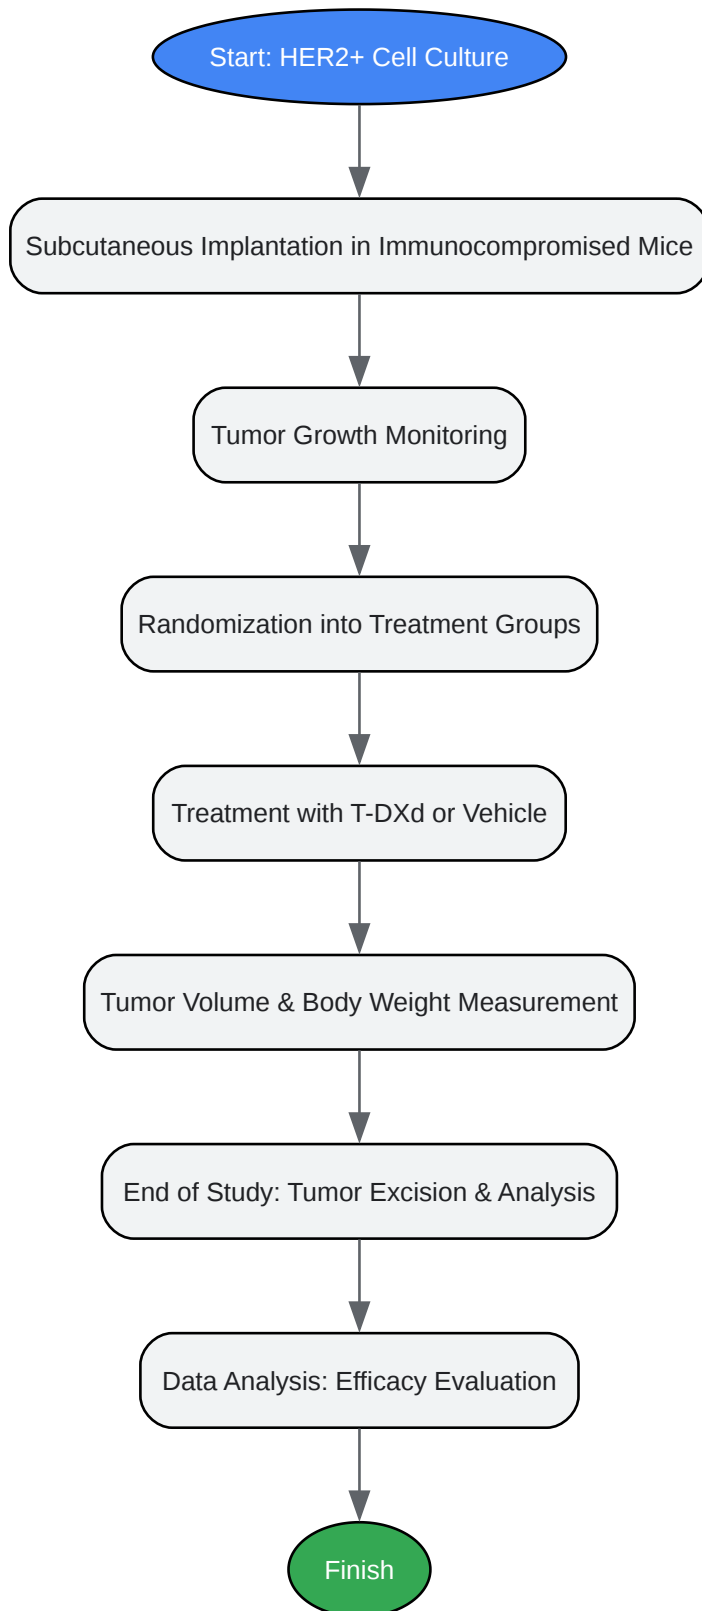 Start: HER2+ Cell Culture
Subcutaneous Implantation in Immunocompromised Mice
Tumor Growth Monitoring
Randomization into Treatment Groups
Treatment with T-DXd or Vehicle
Tumor Volume & Body Weight Measurement
End of Study: Tumor Excision & Analysis
Data Analysis: Efficacy Evaluation
Finish